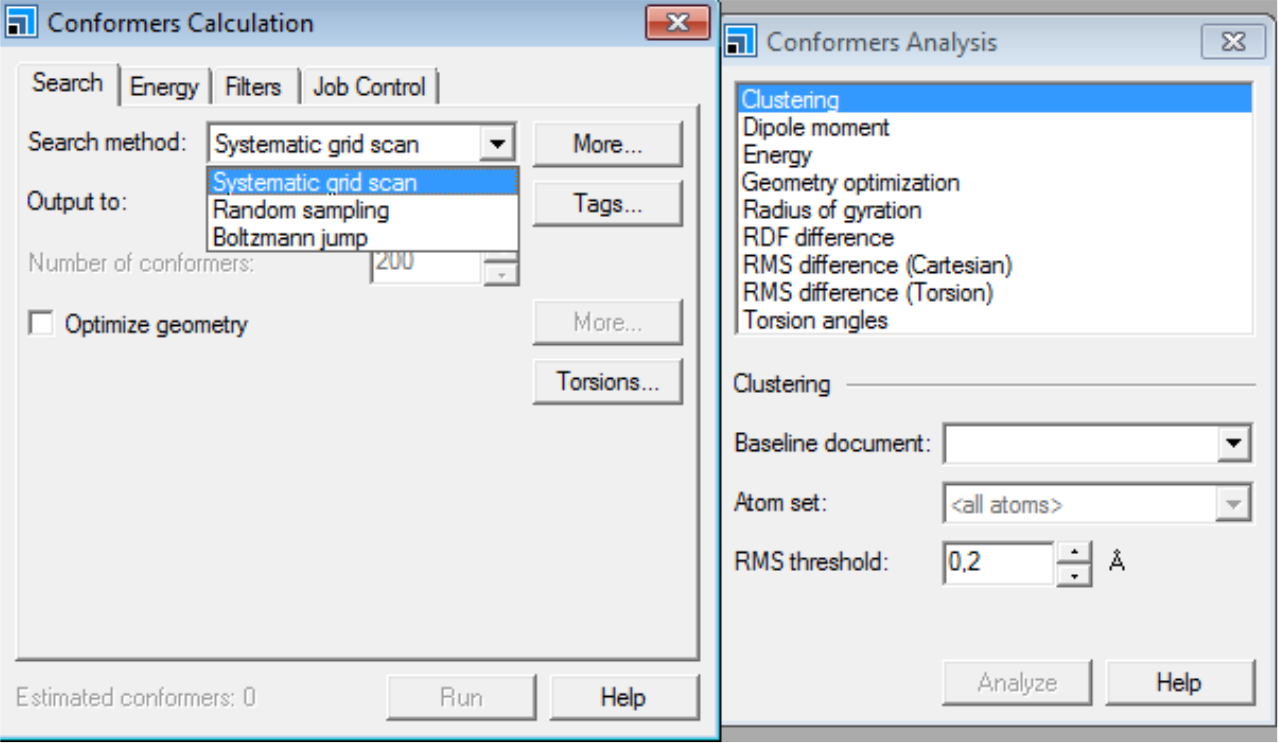 Conformers Calculation
Search Energy Filters Job Control
Search method: Systematic grid scan More...
Systematic grid scan
Random sampling
Boltzmann jump
Output to: Tags...
Number of conformers: 200
Optimize geometry More...
Torsions...
Estimated conformers: 0 Run Help
Conformers Analysis
Clustering
Dipole moment
Energy
Geometry optimization
Radius of gyration
RDF difference
RMS difference (Cartesian)
RMS difference (Torsion)
Torsion angles
Clustering
Baseline document:
Atom set: <all atoms>
RMS threshold: 0,2 Å
Analyze Help